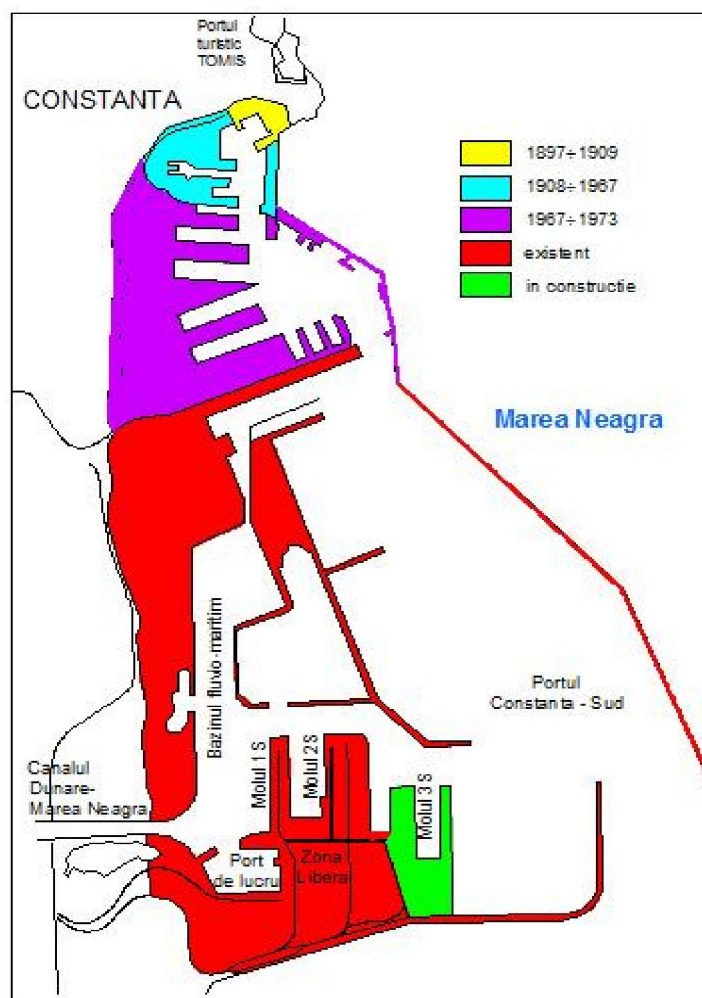 Portul
turistic
TOMIS
CONSTANTA
1897÷1909
1908÷1967
1967÷1973
existent
in constructie
Marea Neagra
Bazinul fluvio-maritim
Portul
Constanta - Sud
Canalul
Dunare-
Marea Neagra
Molul 1 S
Molul 2S
Molul 3 S
Port
de lucru
Zona
Libera